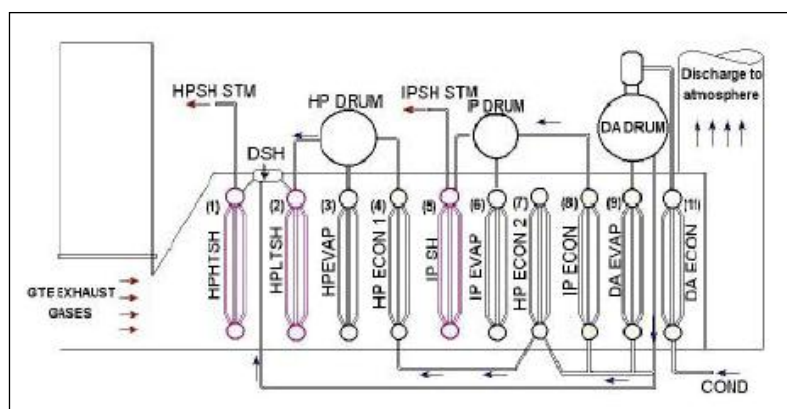 HPSH STM
HP DRUM
IPSH STM
IP DRUM
DA DRUM
Discharge to
atmosphere
DSH
(1)
(2)
(3)
(4)
(5)
(6)
(7)
(8)
(9)
HPHTSH
HPLTSH
HPEVAP
HP ECON 1
IP SH
IP EVAP
HP ECON 2
IP ECON
DA EVAP
DA ECON
GTE EXHAUST
GASES
COND